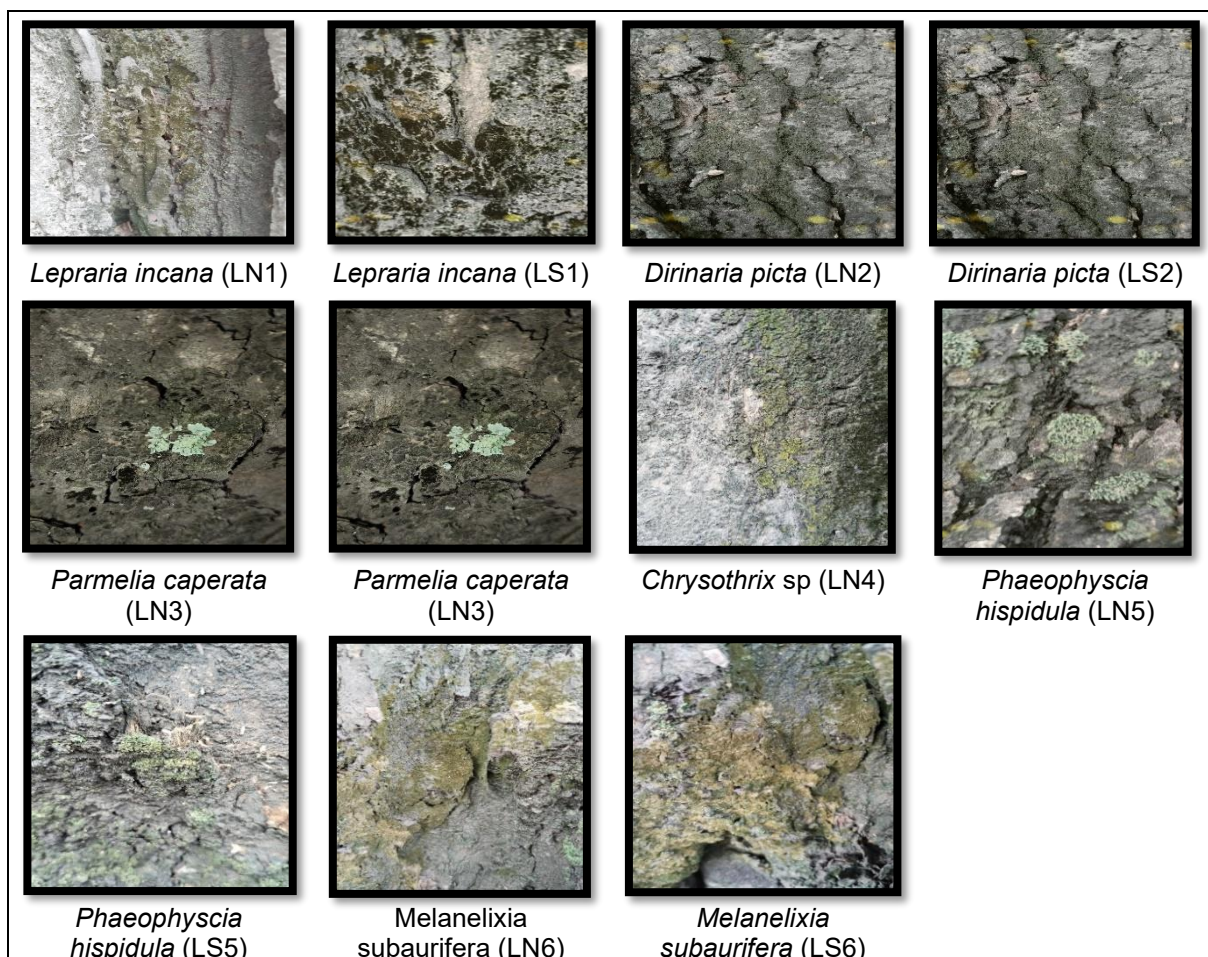 Lepraria incana (LN1)
Lepraria incana (LS1)
Dirinaria picta (LN2)
Dirinaria picta (LS2)
Parmelia caperata
(LN3)
Parmelia caperata
(LN3)
Chrysothrix sp (LN4)
Phaeophyscia
hispidula (LN5)
Phaeophyscia
hispidula (LS5)
Melanelixia
subaurifera (LN6)
Melanelixia
subaurifera (LS6)